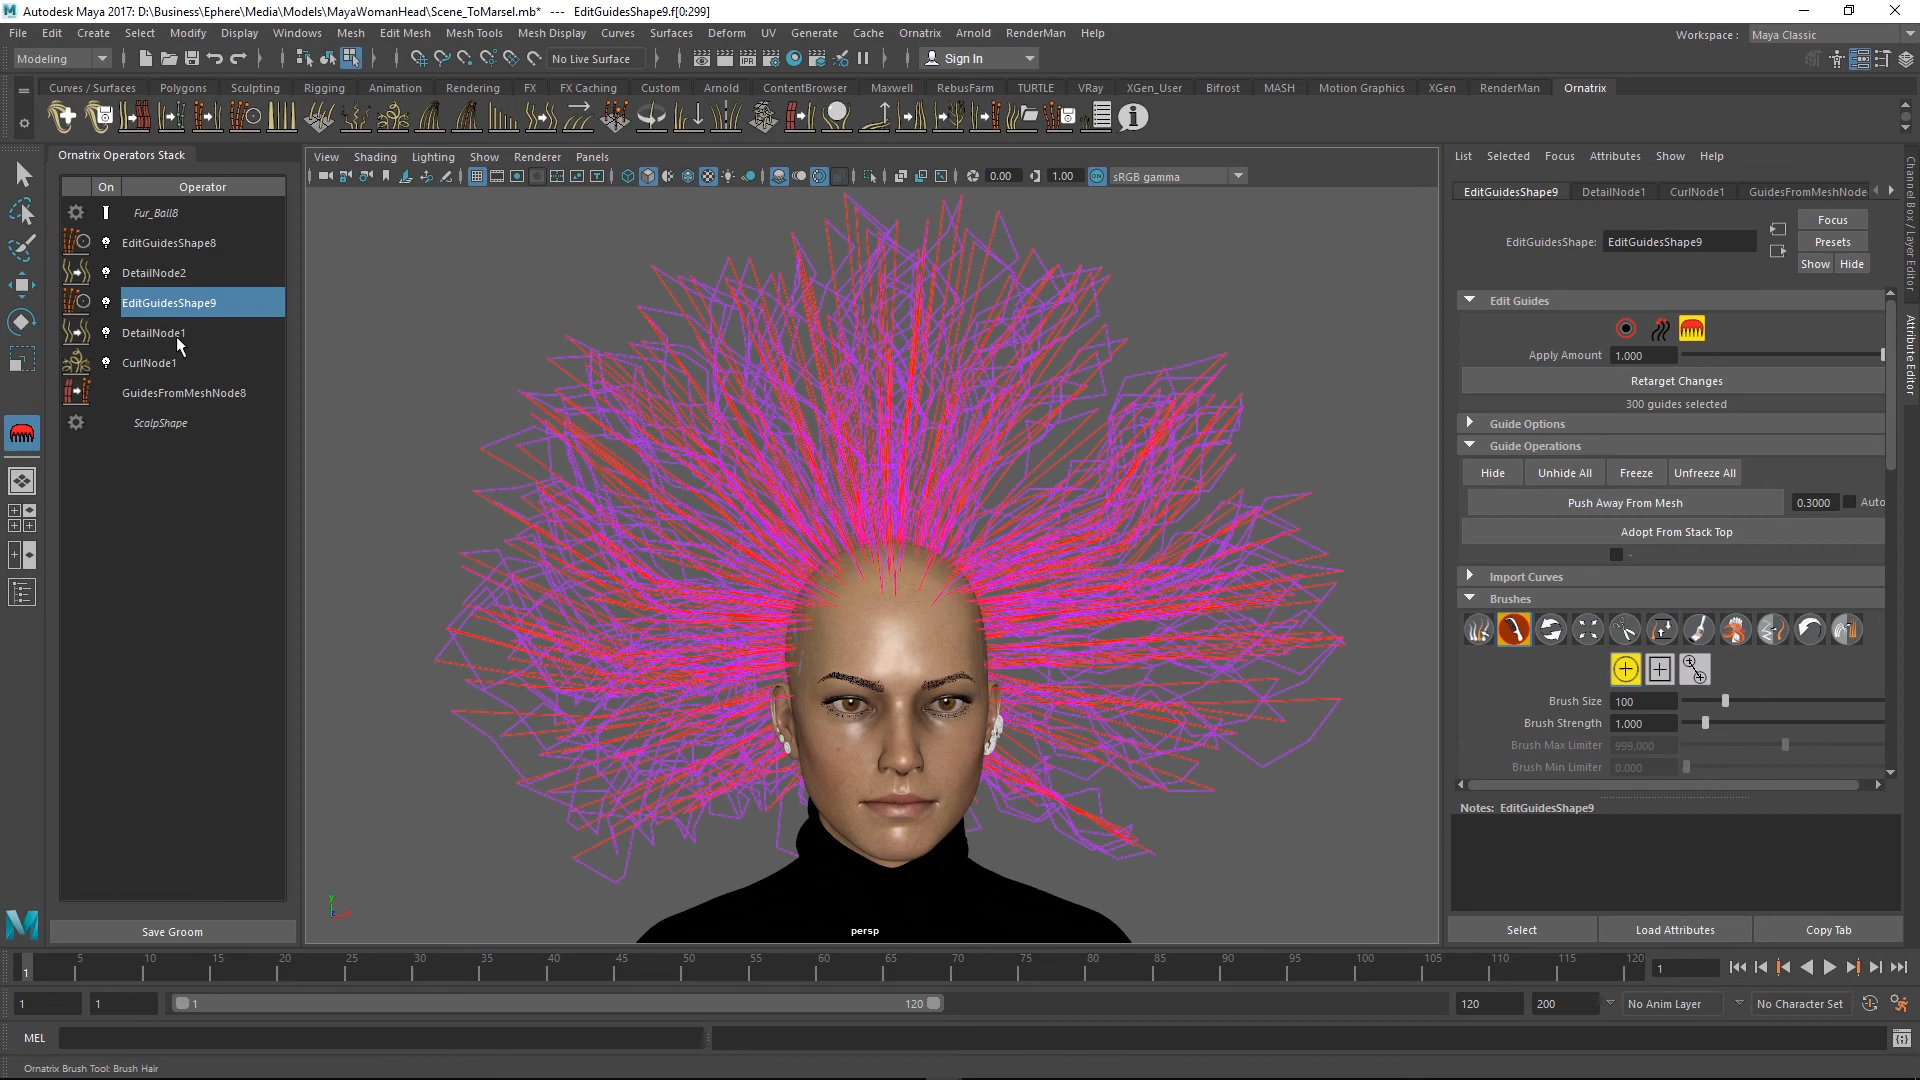 Autodesk Maya 2017: D:\Business\Ephere\Media\Models\MayaWomanHead\Scene_ToMarsel.mb*   ---   EditGuidesShape9.f[0:299]
File Edit Create Select Modify Display Windows Mesh Edit Mesh Mesh Tools Mesh Display Curves Surfaces Deform UV Generate Cache Ornatrix Arnold RenderMan Help
Workspace : Maya Classic
Modeling No Live Surface Sign In
Curves / Surfaces Polygons Sculpting Rigging Animation Rendering FX FX Caching Custom Arnold ContentBrowser Maxwell RebusFarm TURTLE VRay XGen_User Bifrost MASH Motion Graphics XGen RenderMan Ornatrix
Ornatrix Operators Stack
On Operator
Fur_Ball8
EditGuidesShape8
DetailNode2
EditGuidesShape9
DetailNode1
CurlNode1
GuidesFromMeshNode8
ScalpShape
Save Groom
View Shading Lighting Show Renderer Panels
0.00 1.00 sRGB gamma
persp
List Selected Focus Attributes Show Help
EditGuidesShape9 DetailNode1 CurlNode1 GuidesFromMeshNode
Focus
EditGuidesShape: EditGuidesShape9 Presets
Show Hide
Edit Guides
Apply Amount 1.000
Retarget Changes
300 guides selected
Guide Options
Guide Operations
Hide Unhide All Freeze Unfreeze All
Push Away From Mesh 0.3000 Auto
Adopt From Stack Top
-
Import Curves
Brushes
Brush Size 100
Brush Strength 1.000
Brush Max Limiter 999.000
Brush Min Limiter 0.000
Notes: EditGuidesShape9
Select Load Attributes Copy Tab
Channel Box / Layer Editor
Attribute Editor
1 5 10 15 20 25 30 35 40 45 50 55 60 65 70 75 80 85 90 95 100 105 110 115 120 1
1 1 1 120 120 200 No Anim Layer No Character Set
MEL
Ornatrix Brush Tool: Brush Hair